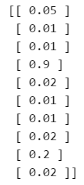 [[ 0.05 ]
[ 0.01 ]
[ 0.01 ]
[ 0.9 ]
[ 0.02 ]
[ 0.01 ]
[ 0.01 ]
[ 0.02 ]
[ 0.2 ]
[ 0.02 ]]